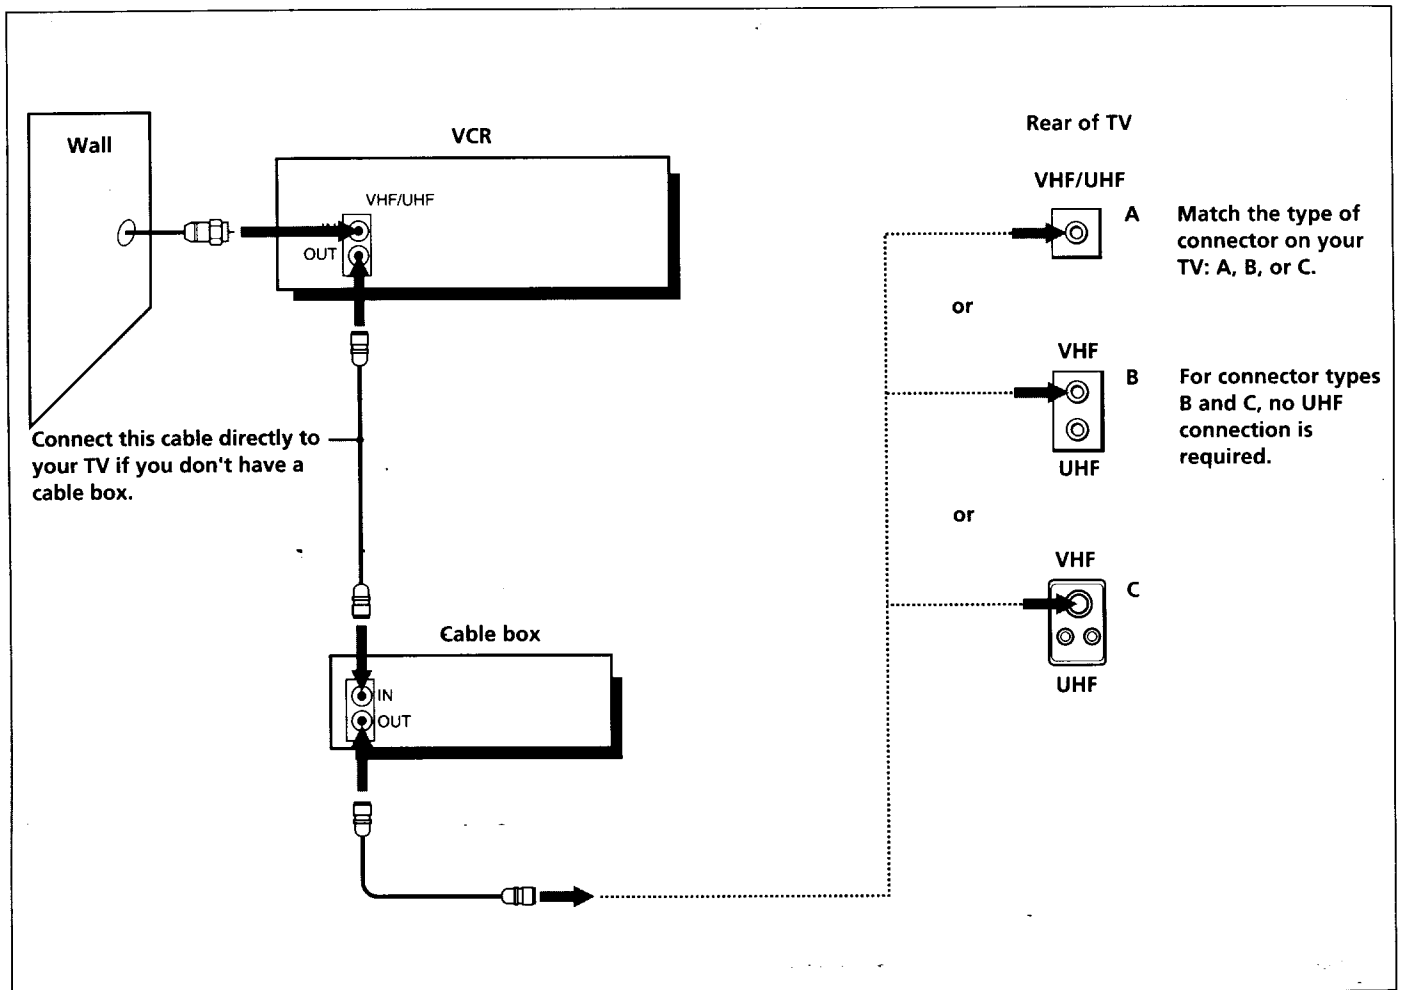 Wall
VCR
VHF/UHF
OUT
Connect this cable directly to
your TV if you don't have a
cable box.
Cable box
IN
OUT
Rear of TV
VHF/UHF
A
Match the type of
connector on your
TV: A, B, or C.
or
VHF
B
UHF
For connector types
B and C, no UHF
connection is
required.
or
VHF
C
UHF